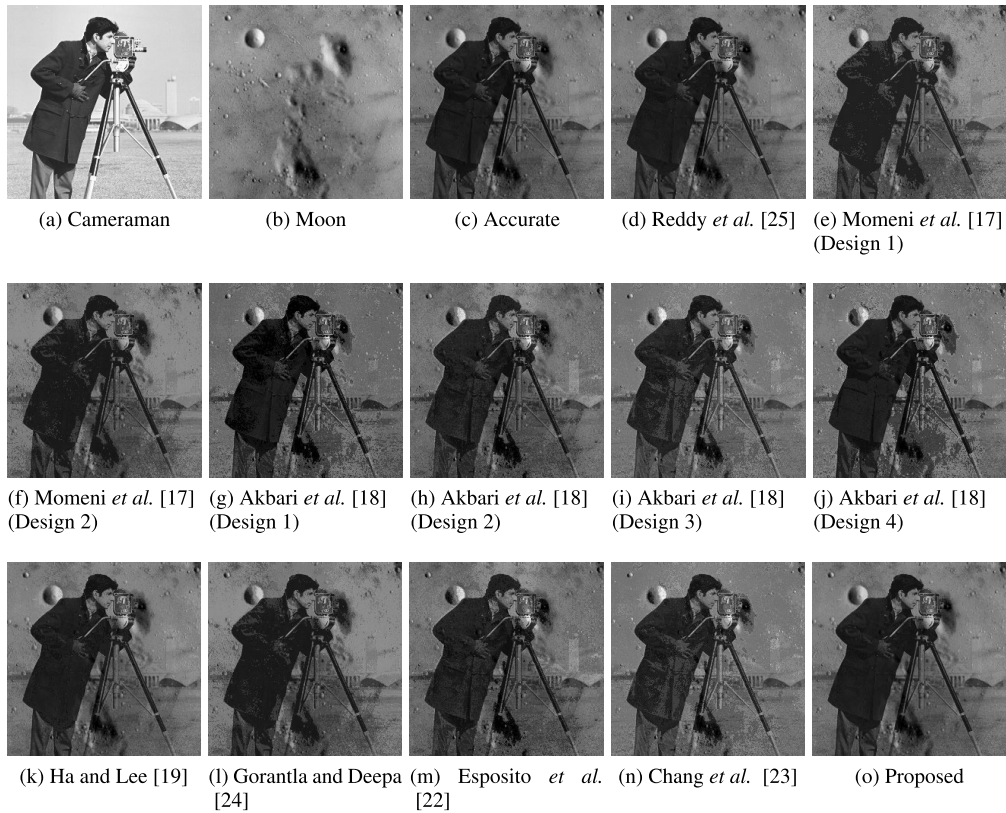 (a) Cameraman
(b) Moon
(c) Accurate
(d) Reddy et al. [25]
(e) Momeni et al. [17]
(Design 1)
(f) Momeni et al. [17]
(Design 2)
(g) Akbari et al. [18]
(Design 1)
(h) Akbari et al. [18]
(Design 2)
(i) Akbari et al. [18]
(Design 3)
(j) Akbari et al. [18]
(Design 4)
(k) Ha and Lee [19]
(l) Gorantla and Deepa
[24]
(m) Esposito et al.
[22]
(n) Chang et al. [23]
(o) Proposed